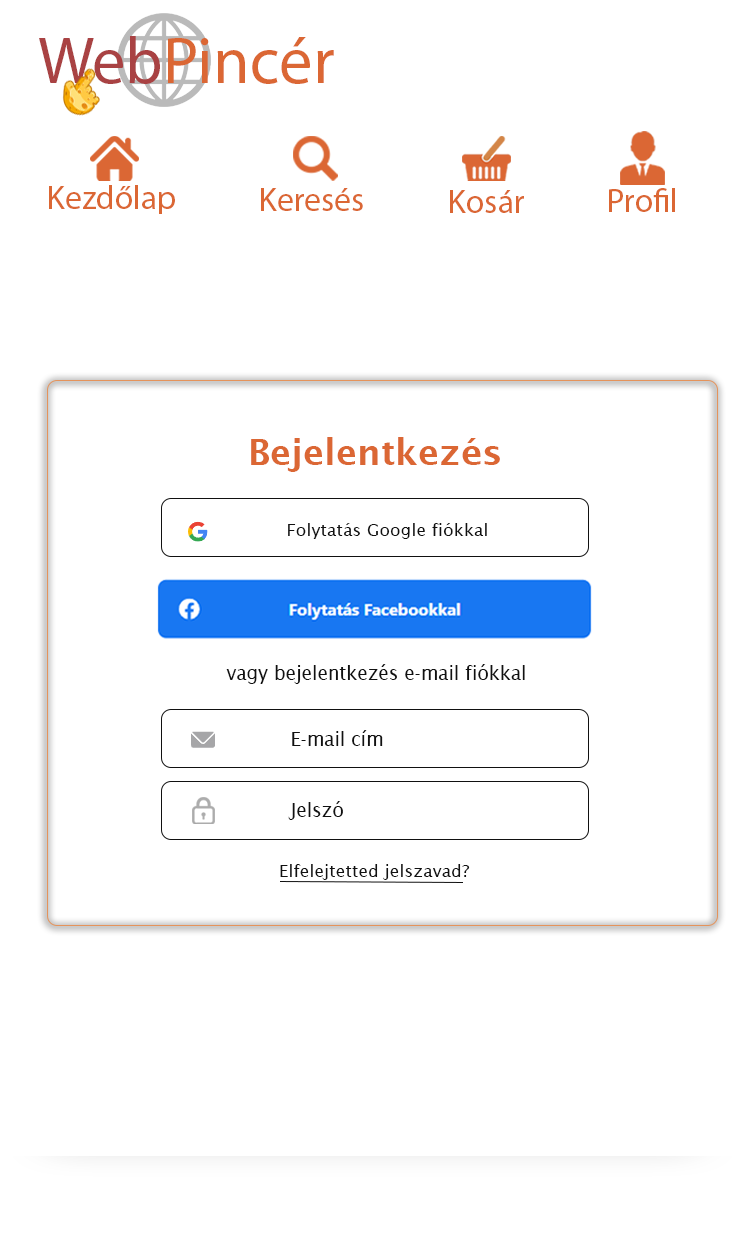 WebPincér
Kezdőlap Keresés Kosár Profil
Bejelentkezés
Folytatás Google fiókkal
Folytatás Facebookkal
vagy bejelentkezés e-mail fiókkal
E-mail cím
Jelszó
Elfelejtetted jelszavad?